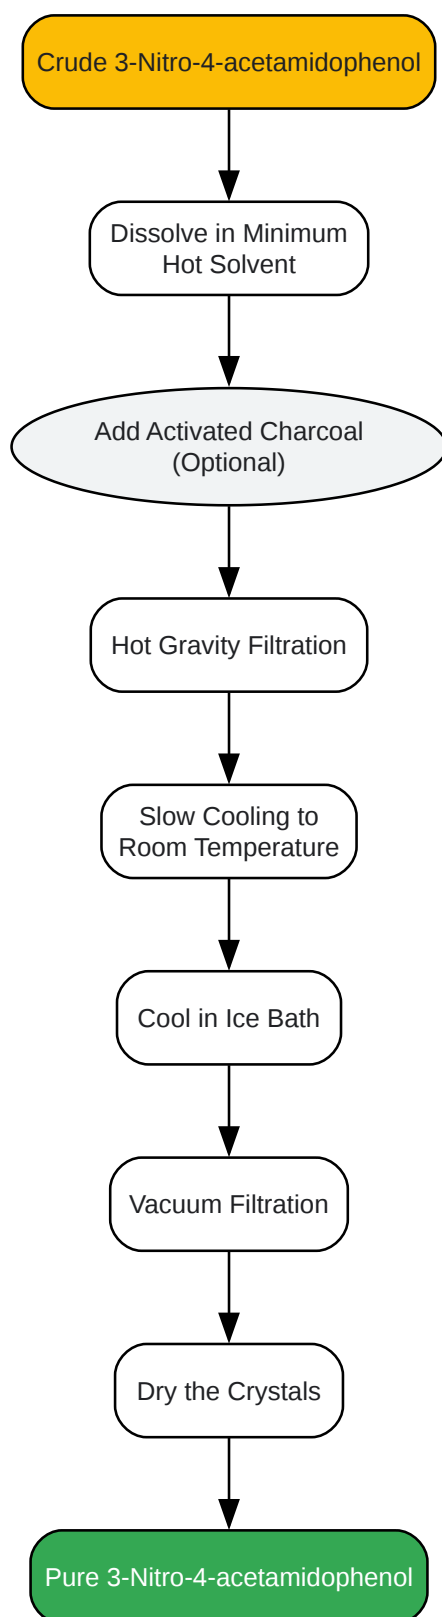 Crude 3-Nitro-4-acetamidophenol
Dissolve in Minimum
Hot Solvent
Add Activated Charcoal
(Optional)
Hot Gravity Filtration
Slow Cooling to
Room Temperature
Cool in Ice Bath
Vacuum Filtration
Dry the Crystals
Pure 3-Nitro-4-acetamidophenol